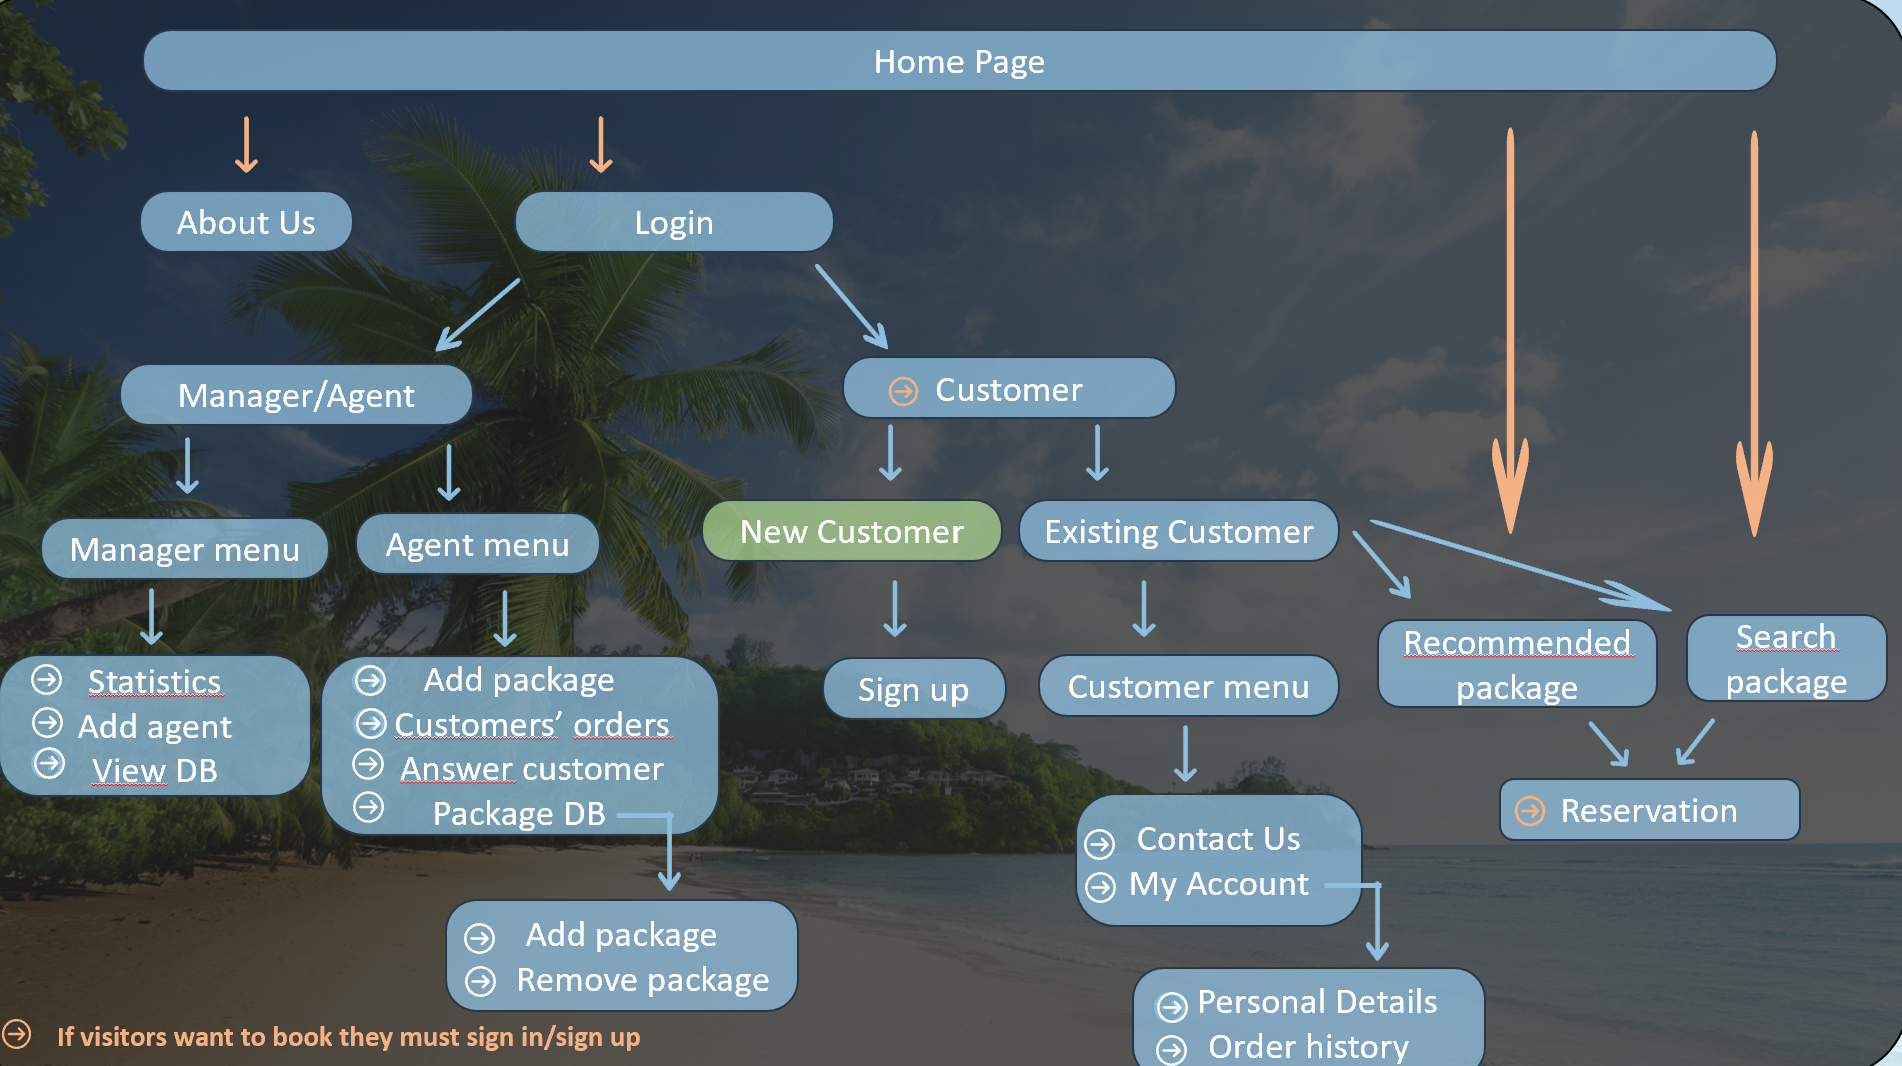 Home Page
About Us
Login
Manager/Agent
Customer
Manager menu
Agent menu
New Customer
Existing Customer
Statistics
Add agent
View DB
Add package
Customers’ orders
Answer customer
Package DB
Sign up
Customer menu
Recommended
package
Search
package
Reservation
Contact Us
My Account
Add package
Remove package
Personal Details
Order history
If visitors want to book they must sign in/sign up